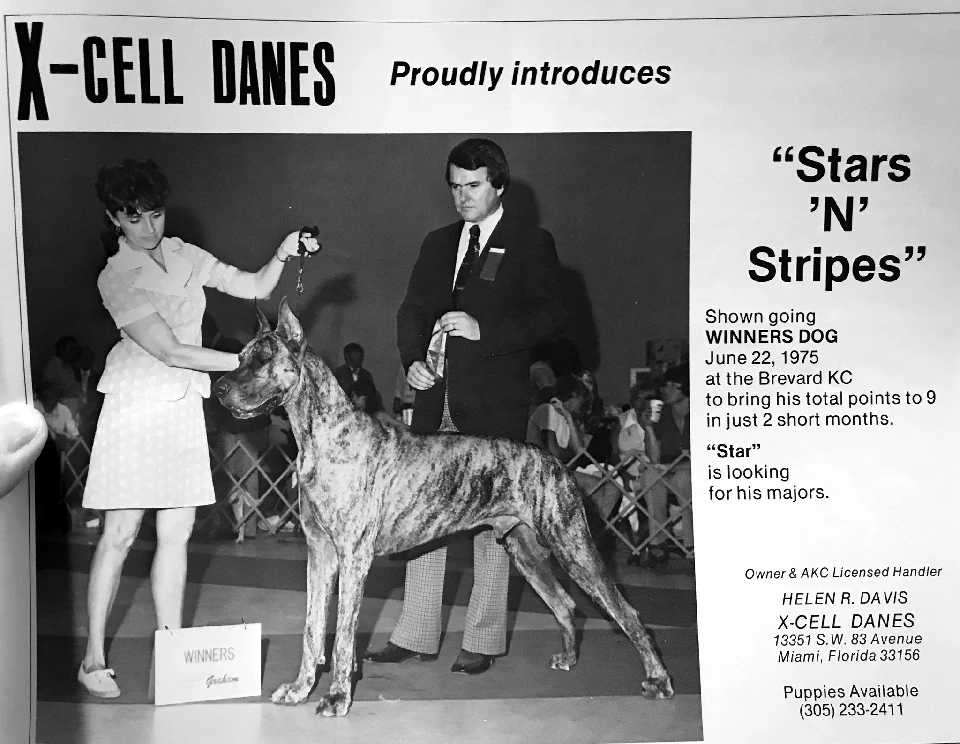 X-CELL DANES
Proudly introduces
“Stars
’N’
Stripes”
Shown going
WINNERS DOG
June 22, 1975
at the Brevard KC
to bring his total points to 9
in just 2 short months.
“Star”
is looking
for his majors.
Owner & AKC Licensed Handler
HELEN R. DAVIS
X-CELL DANES
13351 S.W. 83 Avenue
Miami, Florida 33156
Puppies Available
(305) 233-2411
WINNERS
Graham